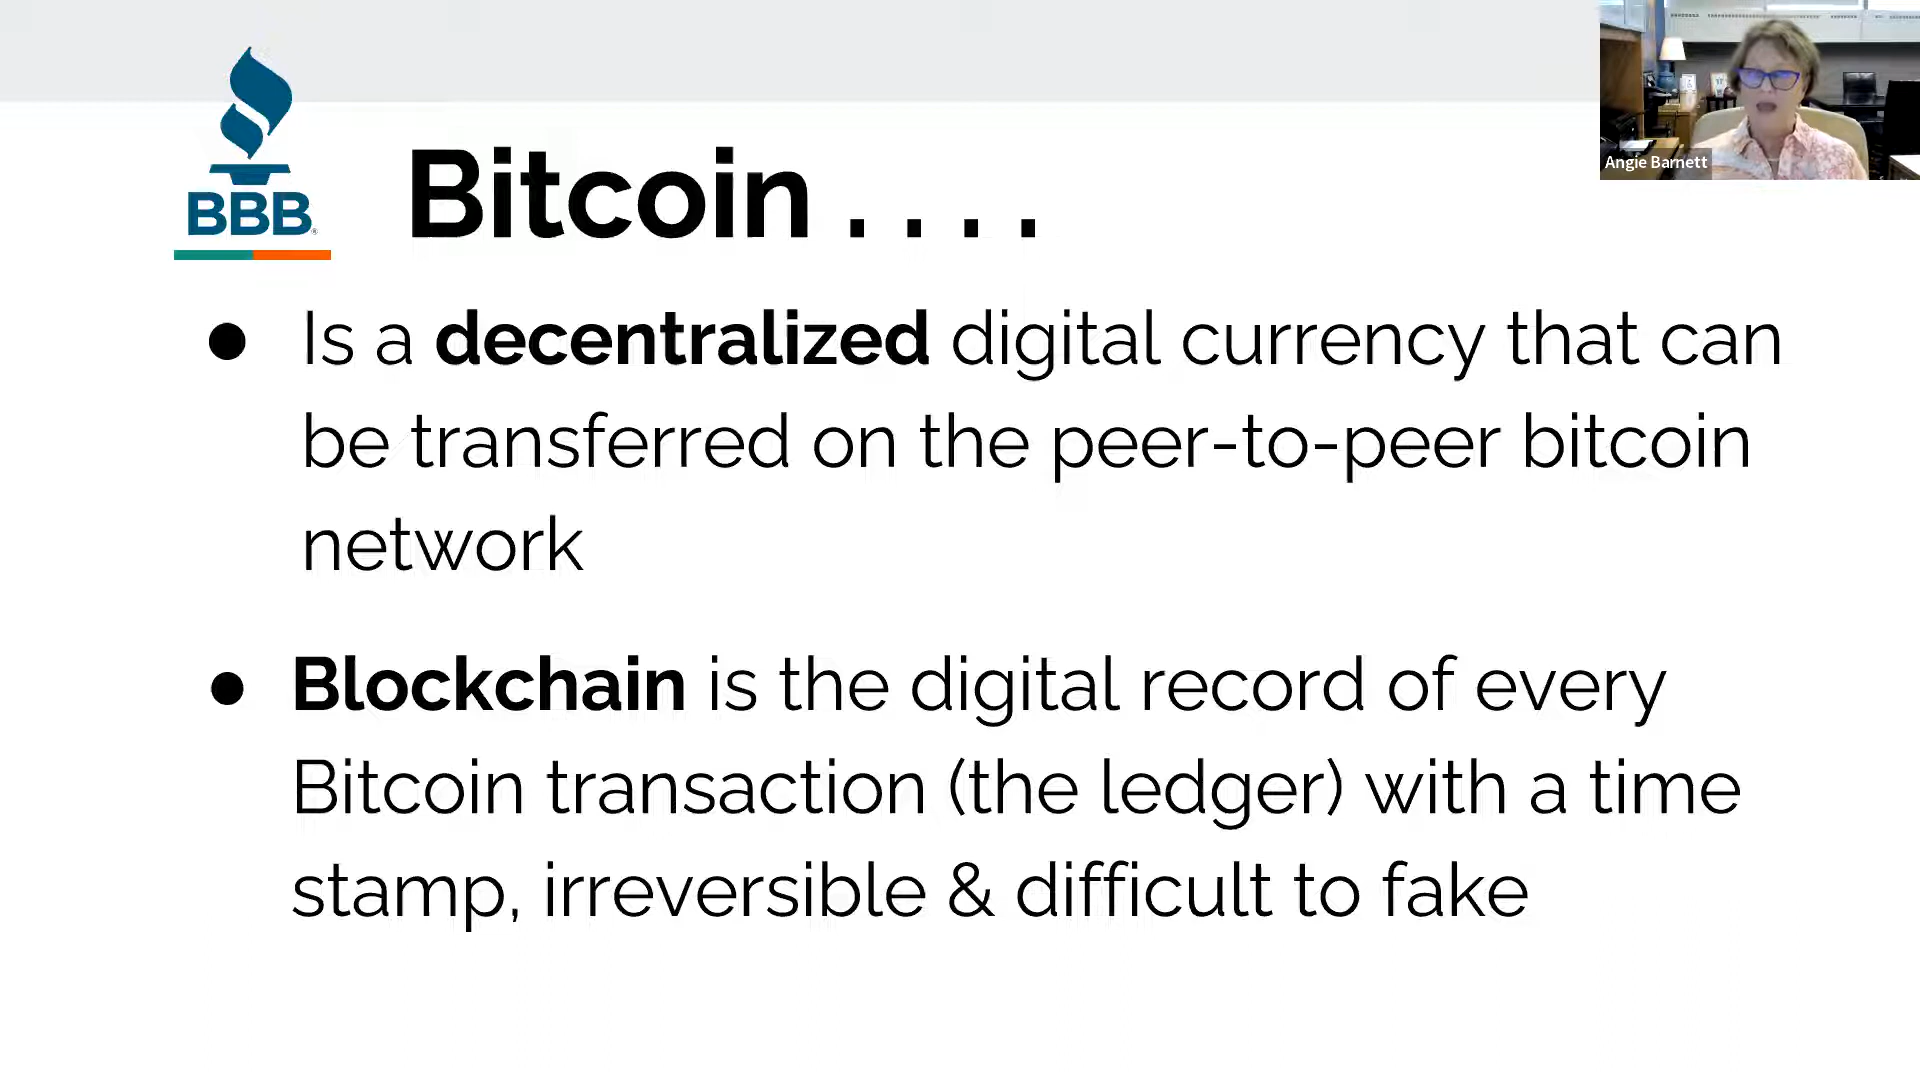 Angie Barnett
BBB®
Bitcoin . . . .
● Is a decentralized digital currency that can
be transferred on the peer-to-peer bitcoin
network
● Blockchain is the digital record of every
Bitcoin transaction (the ledger) with a time
stamp, irreversible & difficult to fake